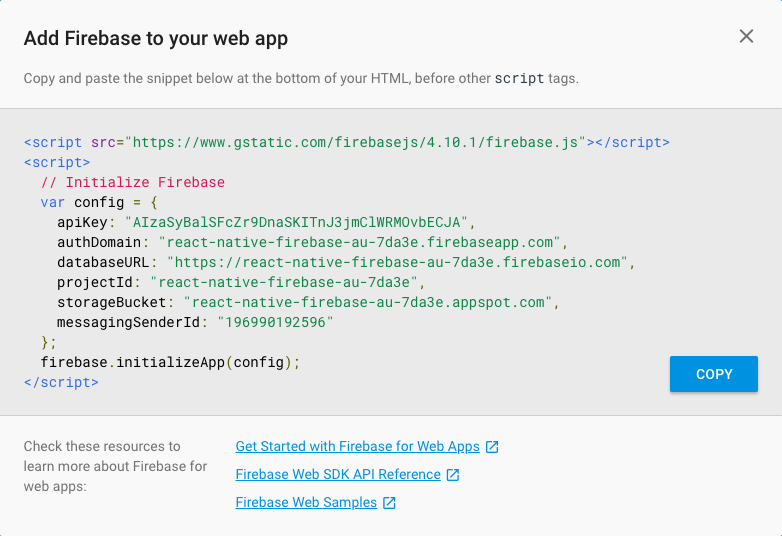 Add Firebase to your web app
Copy and paste the snippet below at the bottom of your HTML, before other script tags.
<script src="https://www.gstatic.com/firebasejs/4.10.1/firebase.js"></script>
<script>
  // Initialize Firebase
  var config = {
    apiKey: "AIzaSyBalSFcZr9DnaSKITnJ3jmClWRMOvbECJA",
    authDomain: "react-native-firebase-au-7da3e.firebaseapp.com",
    databaseURL: "https://react-native-firebase-au-7da3e.firebaseio.com",
    projectId: "react-native-firebase-au-7da3e",
    storageBucket: "react-native-firebase-au-7da3e.appspot.com",
    messagingSenderId: "196990192596"
  };
  firebase.initializeApp(config);
</script>
COPY
Check these resources to
learn more about Firebase for
web apps:
Get Started with Firebase for Web Apps
Firebase Web SDK API Reference
Firebase Web Samples